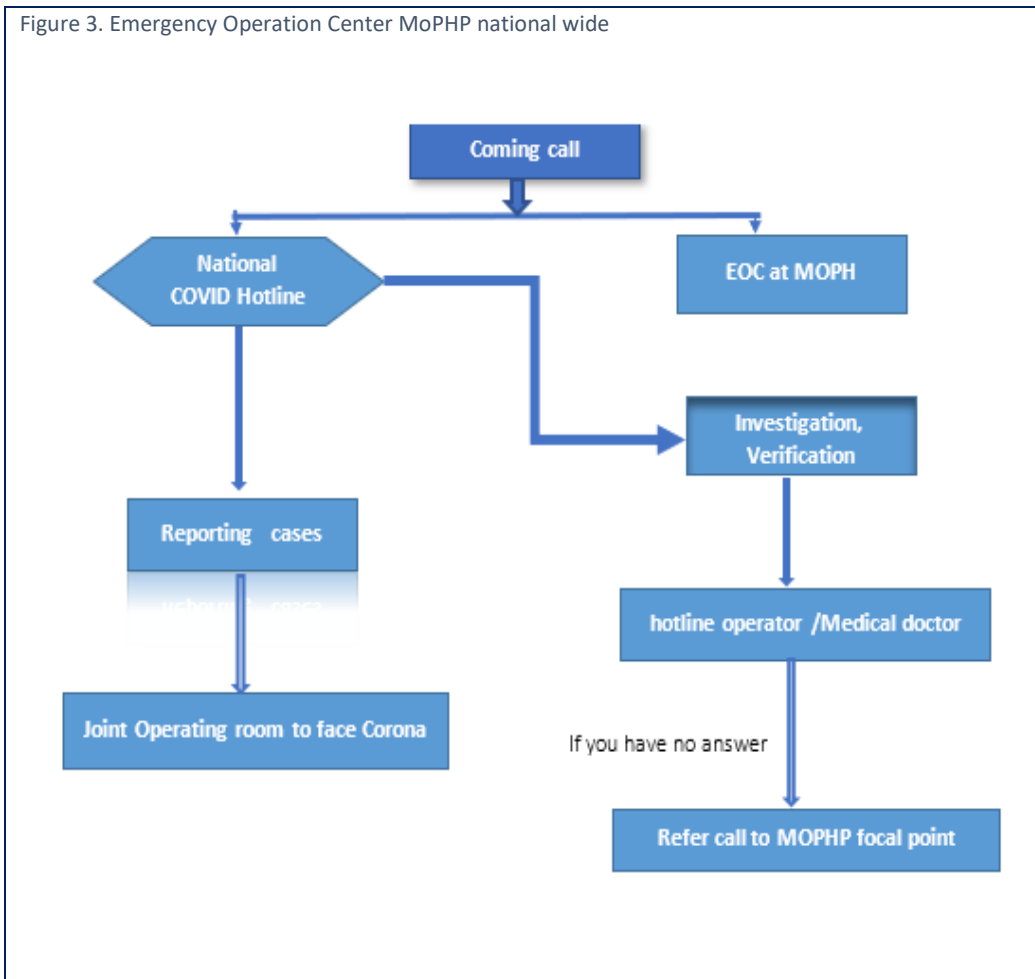 Figure 3. Emergency Operation Center MoPHP national wide
Coming call
National
COVID Hotline
EOC at MOPH
Investigation,
Verification
Reporting cases
hotline operator /Medical doctor
Joint Operating room to face Corona
If you have no answer
Refer call to MOPHP focal point